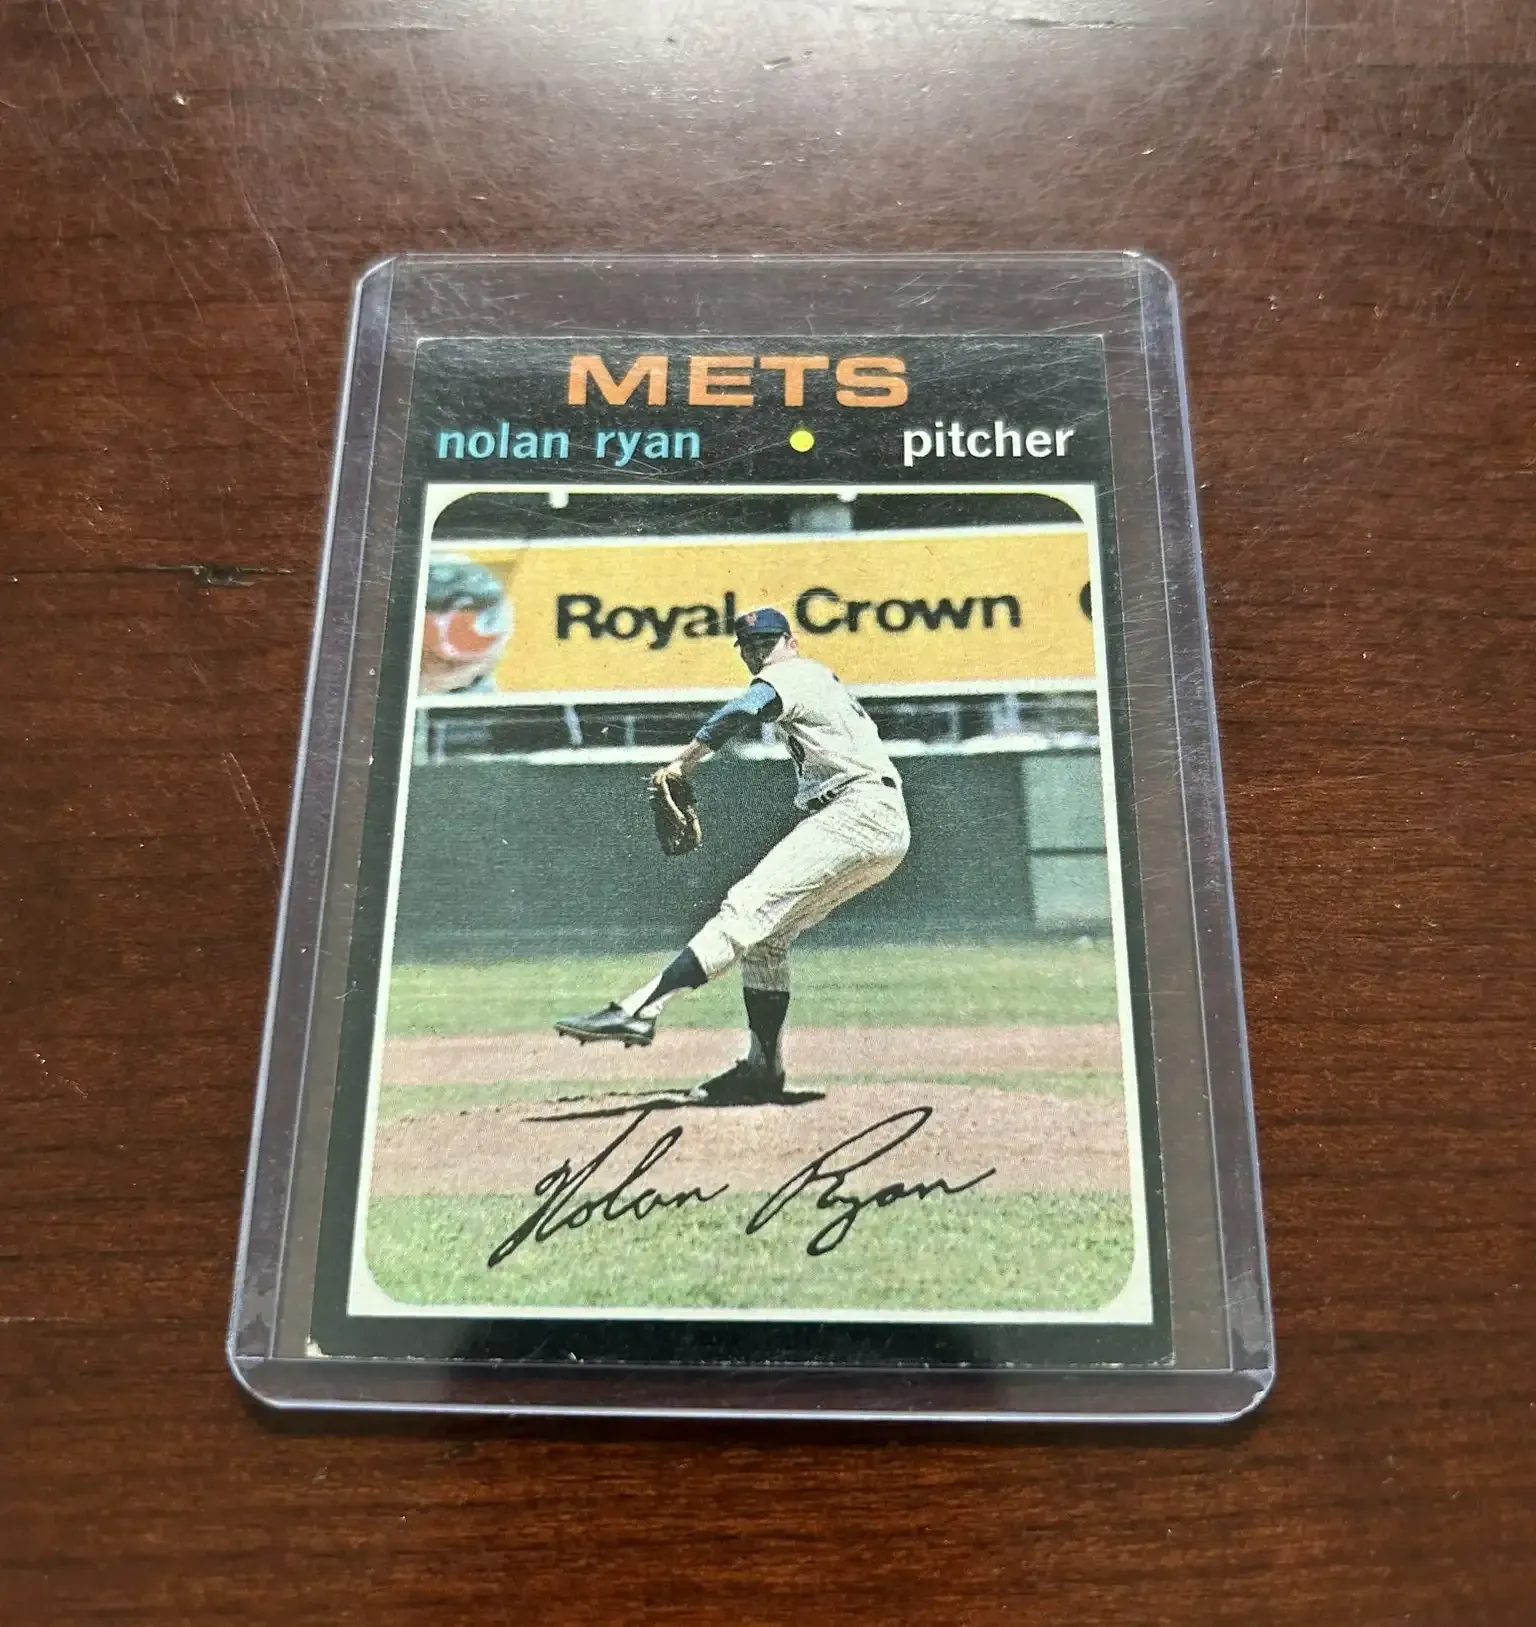 METS
nolan ryan • pitcher
Royal Crown
Nolan Ryan